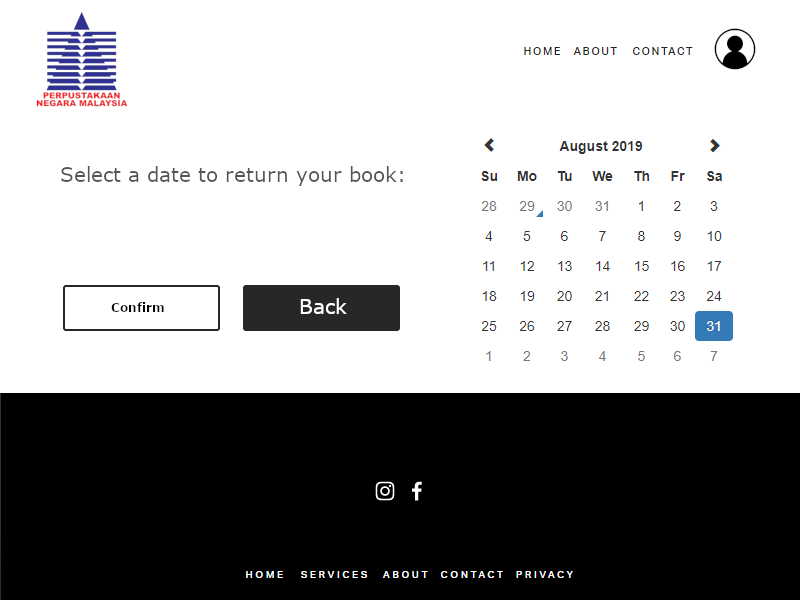 PERPUSTAKAAN
NEGARA MALAYSIA
HOME ABOUT CONTACT
Select a date to return your book:
Confirm Back
August 2019
Su Mo Tu We Th Fr Sa
28 29 30 31 1 2 3
4 5 6 7 8 9 10
11 12 13 14 15 16 17
18 19 20 21 22 23 24
25 26 27 28 29 30 31
1 2 3 4 5 6 7
HOME SERVICES ABOUT CONTACT PRIVACY